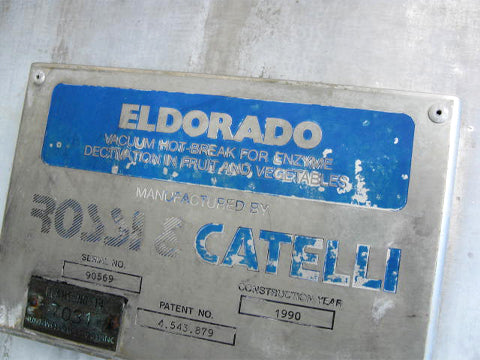 ELDORADO
VACUUM HOT-BREAK FOR ENZYME
DECTIVATION IN FRUIT AND VEGETABLES
MANUFACTURED BY
ROSSI & CATELLI
SERIAL NO.
90569
PATENT NO.
4.543.879
CONSTRUCTION YEAR
1990